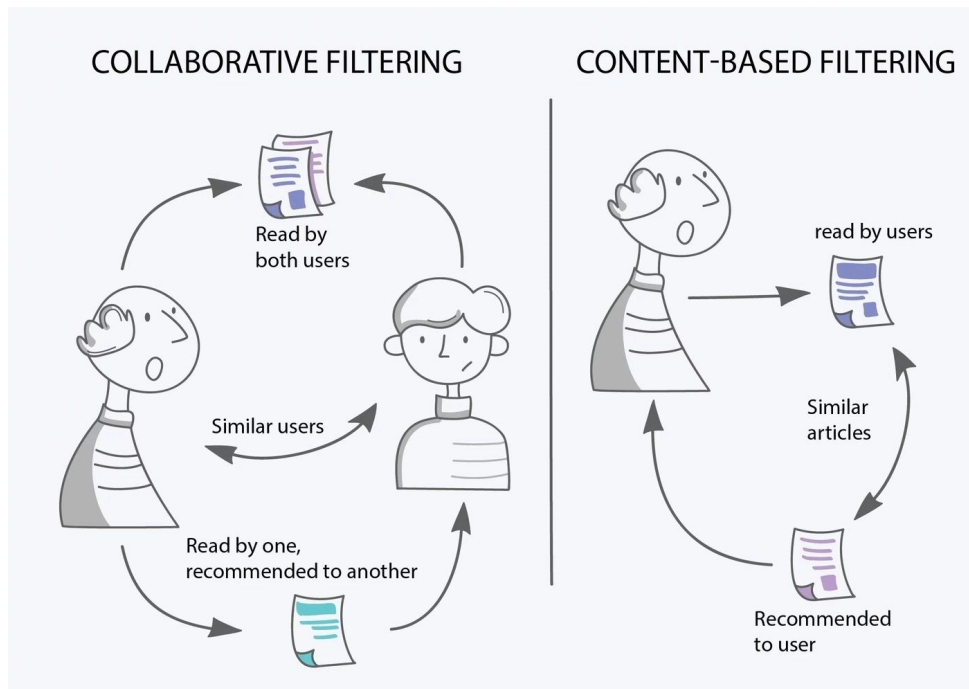 COLLABORATIVE FILTERING
Read by
both users
Similar users
Read by one,
recommended to another
CONTENT-BASED FILTERING
read by users
Similar
articles
Recommended
to user